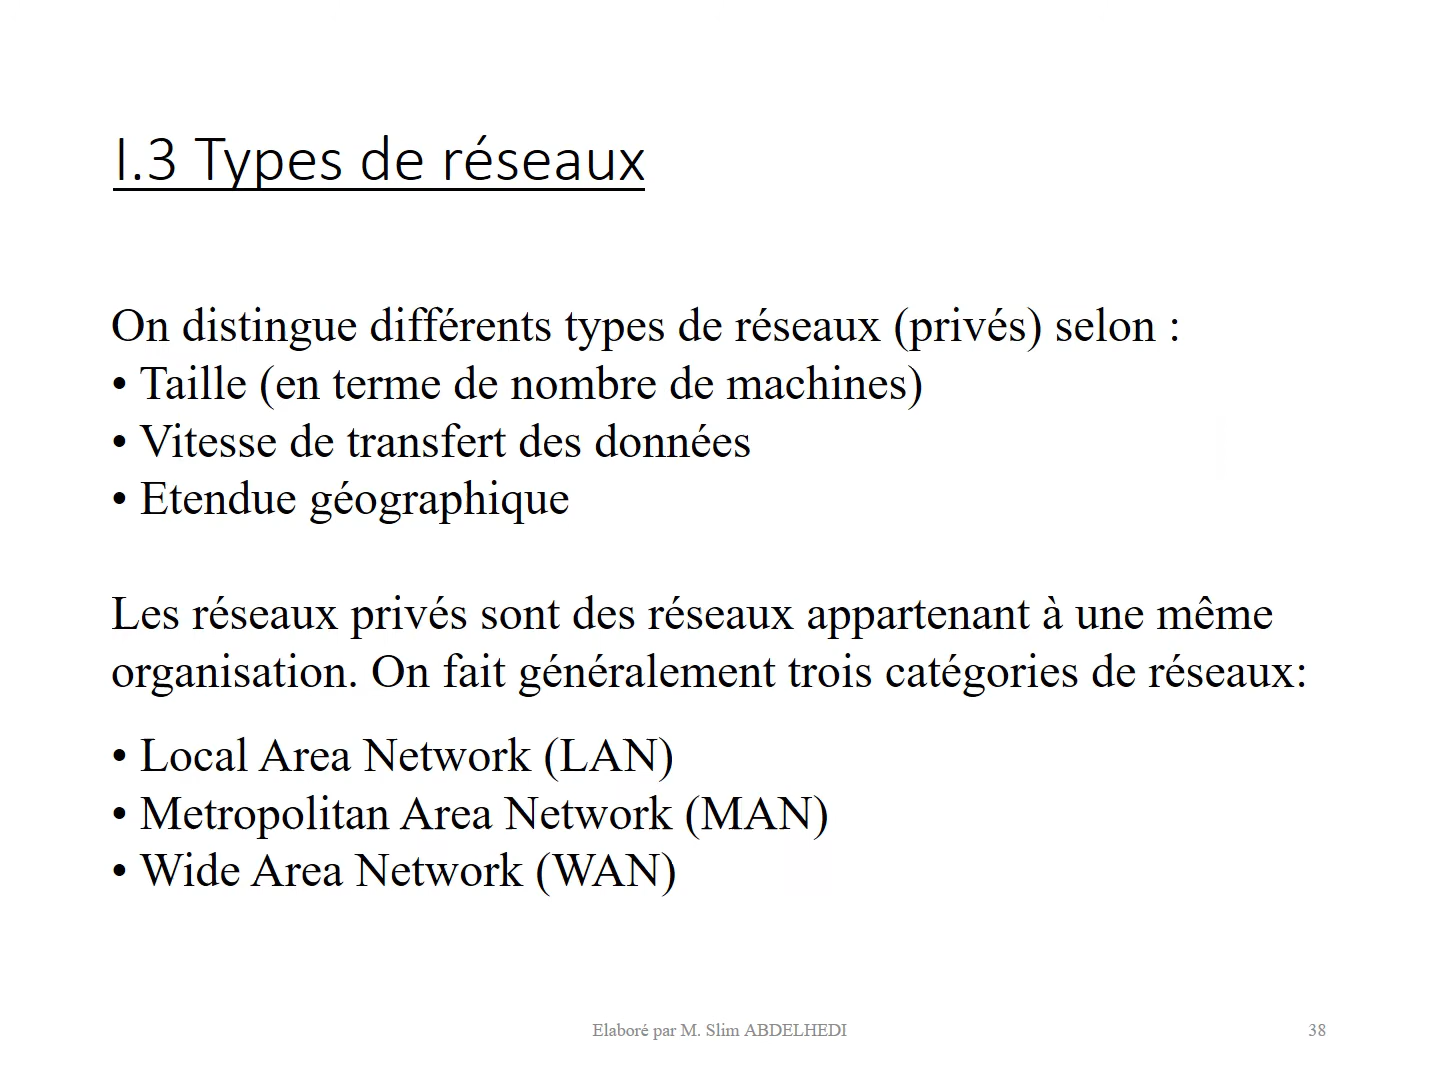 I.3 Types de réseaux
On distingue différents types de réseaux (privés) selon :
• Taille (en terme de nombre de machines)
• Vitesse de transfert des données
• Etendue géographique
Les réseaux privés sont des réseaux appartenant à une même
organisation. On fait généralement trois catégories de réseaux:
• Local Area Network (LAN)
• Metropolitan Area Network (MAN)
• Wide Area Network (WAN)
Elaboré par M. Slim ABDELHEDI
38